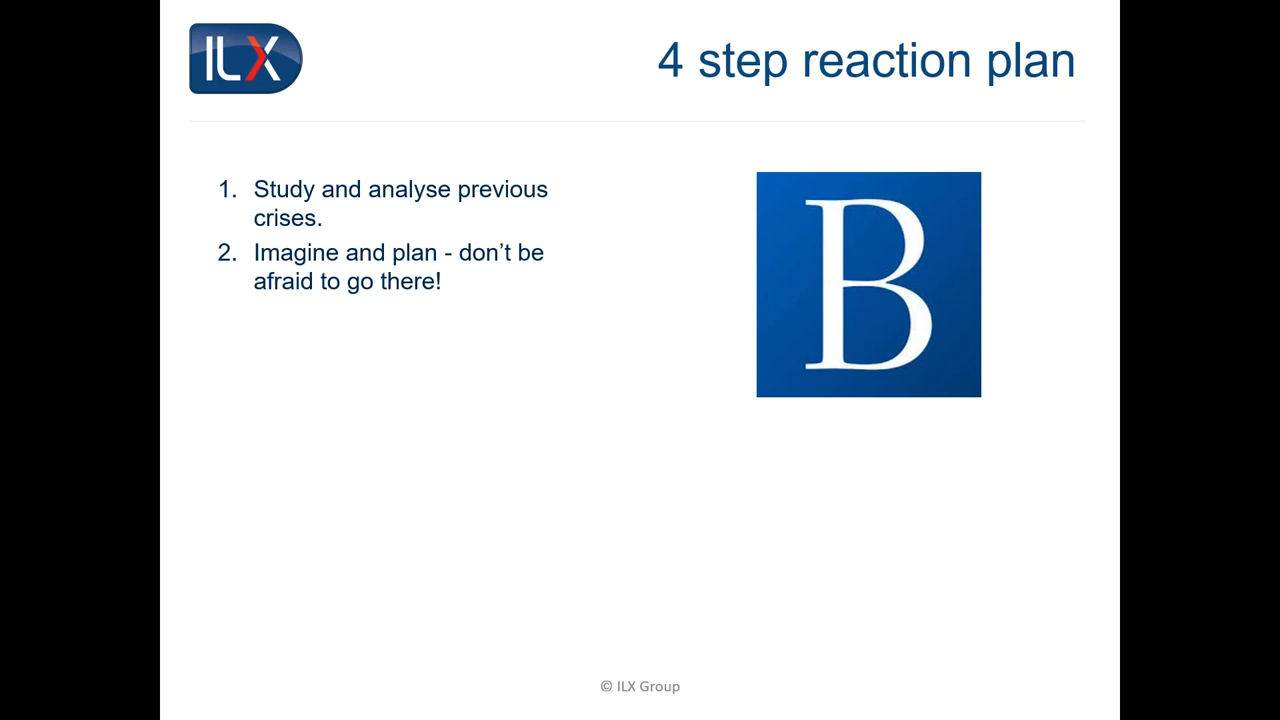 ILX
4 step reaction plan
1. Study and analyse previous
crises.
2. Imagine and plan - don’t be
afraid to go there!
B
© ILX Group